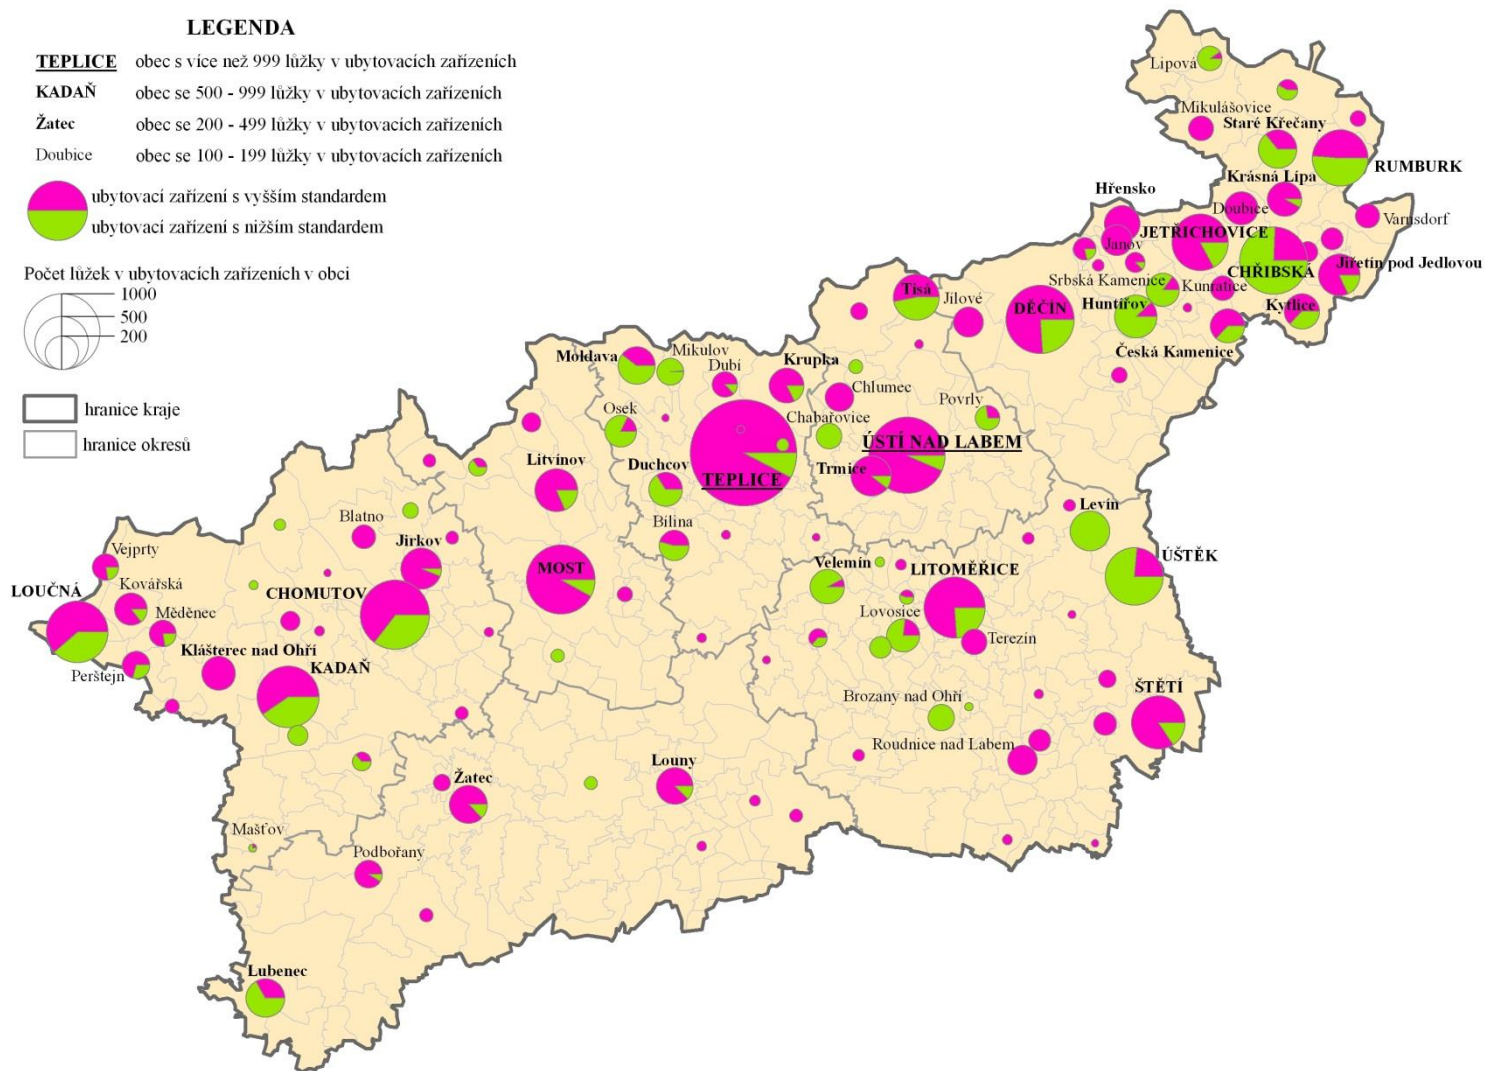 LEGENDA
TEPLICE obec s více než 999 lůžky v ubytovacích zařízeních
KADAŇ obec se 500 - 999 lůžky v ubytovacích zařízeních
Žatec obec se 200 - 499 lůžky v ubytovacích zařízeních
Doubice obec se 100 - 199 lůžky v ubytovacích zařízeních
ubytovací zařízení s vyšším standardem
ubytovací zařízení s nižším standardem
Počet lůžek v ubytovacích zařízeních v obci
1000
500
200
hranice kraje
hranice okresů
Lipová
Mikulášovice
Staré Křečany
RUMBURK
Krásná Lípa
Hřensko
Doubice
Varnsdorf
JETŘICHOVICE
Janov
CHŘIBSKÁ
Jiřetín pod Jedlovou
Srbská Kamenice
Kunratice
Tisá
Jílové
DĚČÍN
Huntířov
Kytlice
Česká Kamenice
Moldava
Mikulov
Dubí
Krupka
Chlumec
Povrly
Osek
Chabařovice
ÚSTÍ NAD LABEM
Litvínov
Duchcov
TEPLICE
Trmice
Levín
Blatno
Bílina
Jirkov
Vejprty
ÚŠTĚK
MOST
Velemín
LITOMĚŘICE
LOUČNÁ
Kovářská
CHOMUTOV
Měděnec
Lovosice
Terezín
Klášterec nad Ohří
KADAŇ
Perštejn
ŠTĚTÍ
Brozany nad Ohří
Roudnice nad Labem
Louny
Žatec
Mašťov
Podbořany
Lubenec